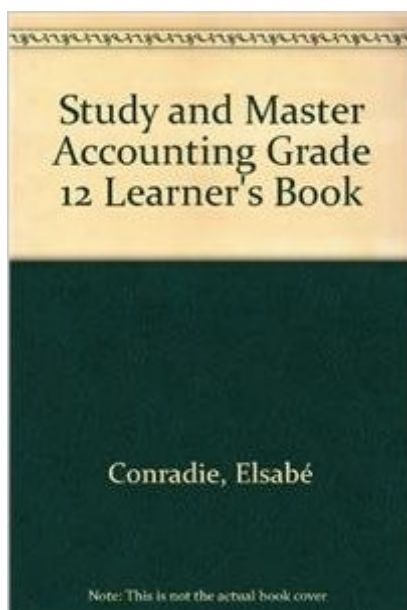 Study and Master
Accounting Grade
12 Learner's Book
Conradie, Elsabé
Note: This is not the actual book cover